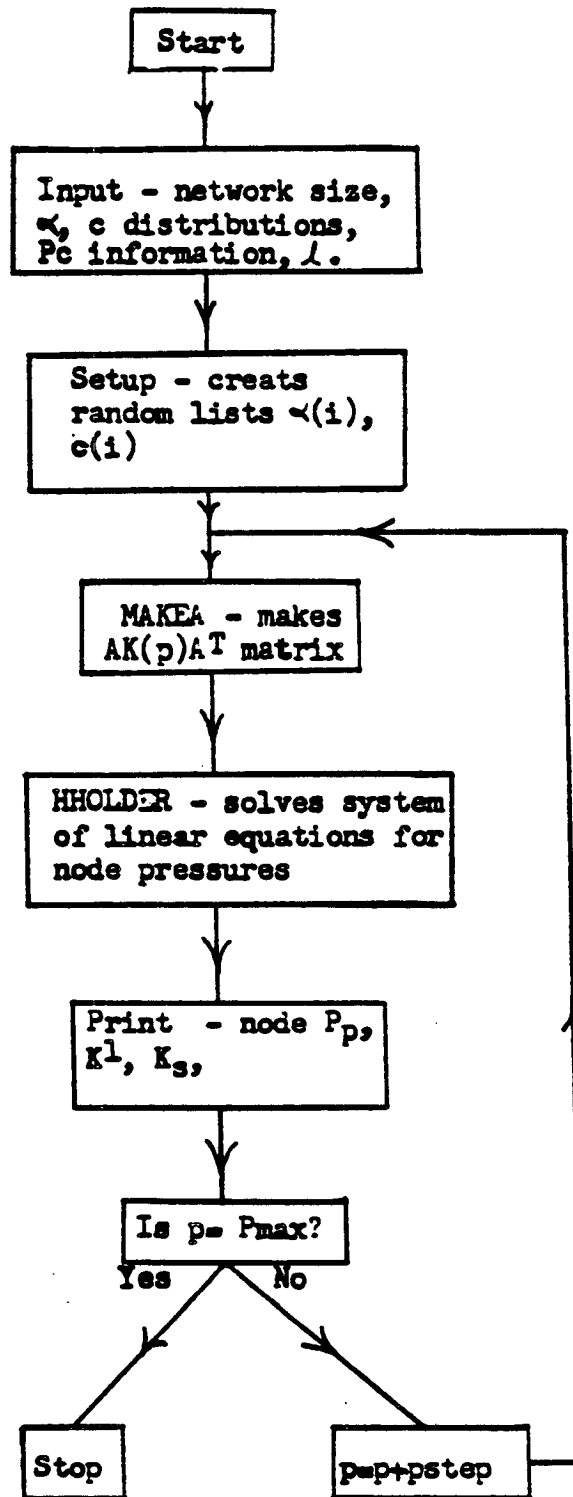 Start
Input - network size,
∝, c distributions,
Pc information, l.
Setup - creats
random lists ∝(i),
c(i)
MAKEA - makes
AK(p)Aᵀ matrix
HHOLDER - solves system
of linear equations for
node pressures
Print - node Pₚ,
K¹, Kₛ,
Is p= Pmax?
Yes No
Stop
p=p+pstep